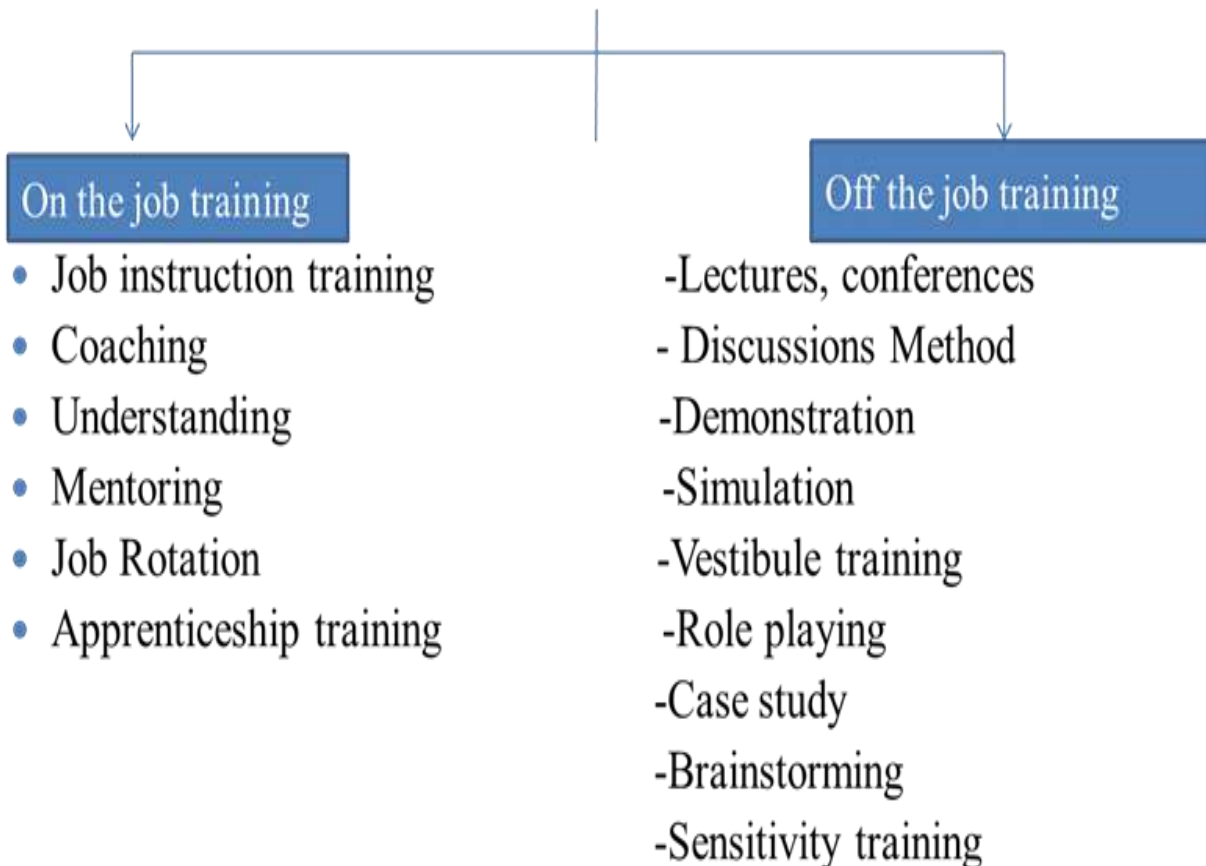 On the job training
• Job instruction training
• Coaching
• Understanding
• Mentoring
• Job Rotation
• Apprenticeship training
Off the job training
-Lectures, conferences
- Discussions Method
-Demonstration
-Simulation
-Vestibule training
-Role playing
-Case study
-Brainstorming
-Sensitivity training